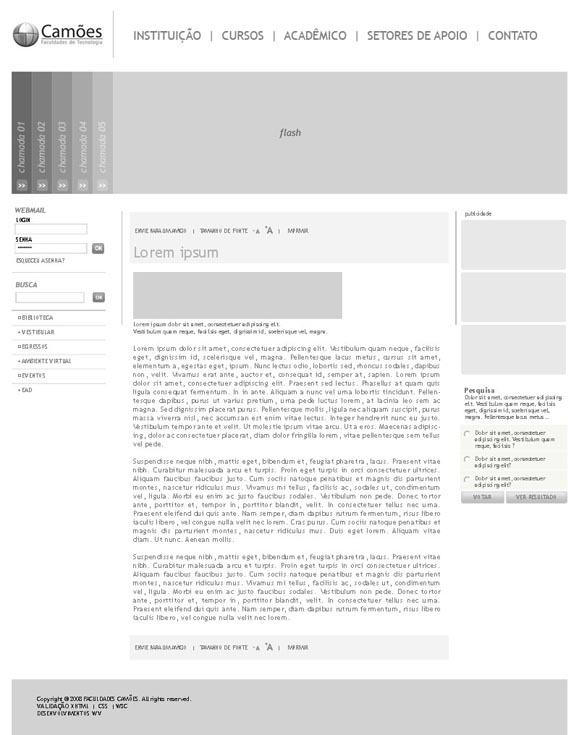 Camões
Faculdades de Tecnologia
INSTITUIÇÃO | CURSOS | ACADÊMICO | SETORES DE APOIO | CONTATO
chamada 01
chamada 02
chamada 03
chamada 04
chamada 05
>> >> >> >> >>
flash
WEBMAIL
LOGIN
SENHA
OK
ESQUECEU A SENHA?
BUSCA
OK
BIBLIOTECA
VESTIBULAR
EGRESSOS
AMBIENTE VIRTUAL
EVENTOS
EAD
ENVIE PARA UM AMIGO | TAMANHO DE FONTE -A +A | IMPRIMIR
Lorem ipsum
Lorem ipsum dolor sit amet, consectetuer adipiscing elit.
Vestibulum quam neque, facilisis eget, dignissim id, scelerisque vel, magna.
Lorem ipsum dolor sit amet, consectetuer adipiscing elit. Vestibulum quam neque, facilisis
eget, dignissim id, scelerisque vel, magna. Pellentesque lacus metus, cursus sit amet,
elementum a, egestas eget, ipsum. Nunc lectus odio, lobortis sed, rhoncus sodales, dapibus
non, velit. Vivamus erat ante, auctor et, consequat id, semper at, sapien. Lorem ipsum
dolor sit amet, consectetuer adipiscing elit. Praesent sed lectus. Phasellus at quam quis
ligula consequat fermentum. In in ante. Aliquam a nunc vel urna lobortis tincidunt. Pellen-
tesque dapibus, purus ut varius pretium, urna pede luctus lorem, at lacinia leo sem ac
magna. Sed dignissim placerat purus. Pellentesque mollis, ligula nec aliquam suscipit, purus
massa viverra nisl, nec accumsan est enim vitae lectus. Integer hendrerit nunc eu justo.
Vestibulum tempor ante et velit. Ut molestie ipsum vitae arcu. Ut a eros. Maecenas adipisc-
ing, dolor ac consectetuer placerat, diam dolor fringilla lorem, vitae pellentesque sem tellus
vel pede.
Suspendisse neque nibh, mattis eget, bibendum et, feugiat pharetra, lacus. Praesent vitae
nibh. Curabitur malesuada arcu et turpis. Proin eget turpis in orci consectetuer ultrices.
Aliquam faucibus faucibus justo. Cum sociis natoque penatibus et magnis dis parturient
montes, nascetur ridiculus mus. Vivamus mi tellus, facilisis ac, sodales ut, condimentum
vel, ligula. Morbi eu enim ac justo faucibus sodales. Vestibulum non pede. Donec tortor
ante, porttitor et, tempor in, porttitor blandit, velit. In consectetuer tellus nec urna.
Praesent eleifend dui quis ante. Nam semper, diam dapibus rutrum fermentum, risus libero
iaculis libero, vel congue nulla velit nec lorem. Cras purus. Cum sociis natoque penatibus et
magnis dis parturient montes, nascetur ridiculus mus. Duis eget lorem. Aliquam vitae
diam. Ut nunc. Aenean mollis.
Suspendisse neque nibh, mattis eget, bibendum et, feugiat pharetra, lacus. Praesent vitae
nibh. Curabitur malesuada arcu et turpis. Proin eget turpis in orci consectetuer ultrices.
Aliquam faucibus faucibus justo. Cum sociis natoque penatibus et magnis dis parturient
montes, nascetur ridiculus mus. Vivamus mi tellus, facilisis ac, sodales ut, condimentum
vel, ligula. Morbi eu enim ac justo faucibus sodales. Vestibulum non pede. Donec tortor
ante, porttitor et, tempor in, porttitor blandit, velit. In consectetuer tellus nec urna.
Praesent eleifend dui quis ante. Nam semper, diam dapibus rutrum fermentum, risus libero
iaculis libero, vel congue nulla velit nec lorem.
ENVIE PARA UM AMIGO | TAMANHO DE FONTE -A +A | IMPRIMIR
publicidade
Pesquisa
Dolor sit amet, consectetuer adipiscing
elit. Vestibulum quam neque, facilisis
eget, dignissim id, scelerisque vel,
magna. Pellentesque lacus metus...
Dolor sit amet, consectetuer
adipiscing elit. Vestibulum quam
neque, facilisis?
Dolor sit amet, consectetuer
adipiscing elit?
Dolor sit amet, consectetuer
adipiscing elit?
VOTAR VER RESULTADO
Copyright @ 2008 FACULDADES CAMÕES. All rights reserved.
VALIDAÇÃO XHTML | CSS | W3C
DESENVOLVIMENTOS WV